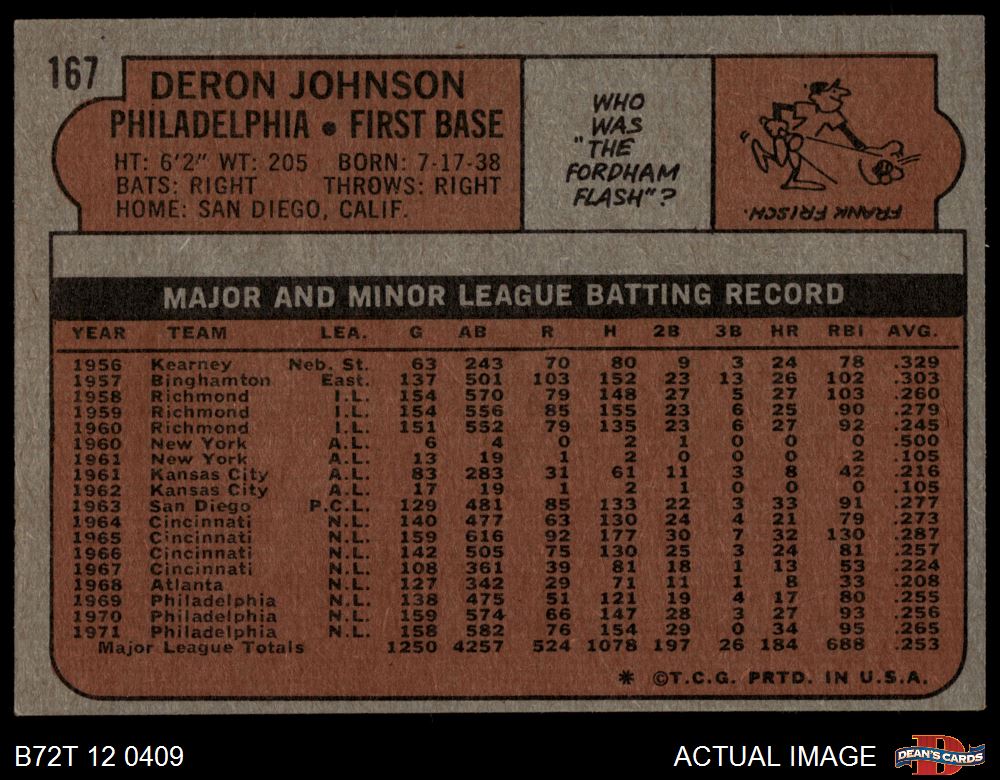 167
DERON JOHNSON
PHILADELPHIA • FIRST BASE
HT: 6'2" WT: 205 BORN: 7-17-38
BATS: RIGHT THROWS: RIGHT
HOME: SAN DIEGO, CALIF.
WHO
WAS
"THE
FORDHAM
FLASH"?
FRANK FRISCH.
MAJOR AND MINOR LEAGUE BATTING RECORD
YEAR TEAM LEA. G AB R H 2B 3B HR RBI AVG.
1956 Kearney Neb. St. 63 243 70 80 9 3 24 78 .329
1957 Binghamton East. 137 501 103 152 23 13 26 102 .303
1958 Richmond I.L. 154 570 79 148 27 5 27 103 .260
1959 Richmond I.L. 154 556 85 155 23 6 25 90 .279
1960 Richmond I.L. 151 552 79 135 23 6 27 92 .245
1960 New York A.L. 6 4 0 2 1 0 0 0 .500
1961 New York A.L. 13 19 1 2 0 0 0 2 .105
1961 Kansas City A.L. 83 283 31 61 11 3 8 42 .216
1962 Kansas City A.L. 17 19 1 2 1 0 0 0 .105
1963 San Diego P.C.L. 129 481 85 133 22 3 33 91 .277
1964 Cincinnati N.L. 140 477 63 130 24 4 21 79 .273
1965 Cincinnati N.L. 159 616 92 177 30 7 32 130 .287
1966 Cincinnati N.L. 142 505 75 130 25 3 24 81 .257
1967 Cincinnati N.L. 108 361 39 81 18 1 13 53 .224
1968 Atlanta N.L. 127 342 29 71 11 1 8 33 .208
1969 Philadelphia N.L. 138 475 51 121 19 4 17 80 .255
1970 Philadelphia N.L. 159 574 66 147 28 3 27 93 .256
1971 Philadelphia N.L. 158 582 76 154 29 0 34 95 .265
Major League Totals 1250 4257 524 1078 197 26 184 688 .253
* ©T.C.G. PRTD. IN U.S.A.
B72T 12 0409
ACTUAL IMAGE
DEAN'S CARDS